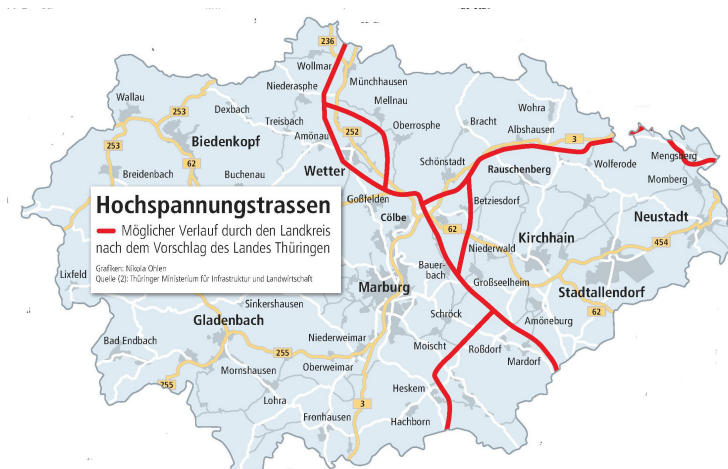 236
Wollmar
Münchhausen
Niederasphe
Wallau
Mellnau
Dexbach
Wohra
253
Treisbach
Oberrosphe
Bracht
Albshausen
Amönau
252
3
Biedenkopf
253
62
Wetter
Schönstadt
Mengsberg
Wolferode
Rauschenberg
Breidenbach
Buchenau
Momberg
Goßfelden
Betziesdorf
Cölbe
Neustadt
Hochspannungstrassen
Möglicher Verlauf durch den Landkreis
nach dem Vorschlag des Landes Thüringen
Grafiken: Nikola Ohlen
Quelle (2): Thüringer Ministerium für Infrastruktur und Landwirtschaft
62
Kirchhain
454
Niederwald
Bauer-
bach
Lixfeld
Großseelheim
Marburg
Stadtallendorf
Sinkershausen
Schröck
Amöneburg
62
Gladenbach
Niederweimar
Moischt
Roßdorf
Bad Endbach
255
Mardorf
Mornshausen
Oberweimar
255
Heskem
Lohra
3
Fronhausen
Hachborn